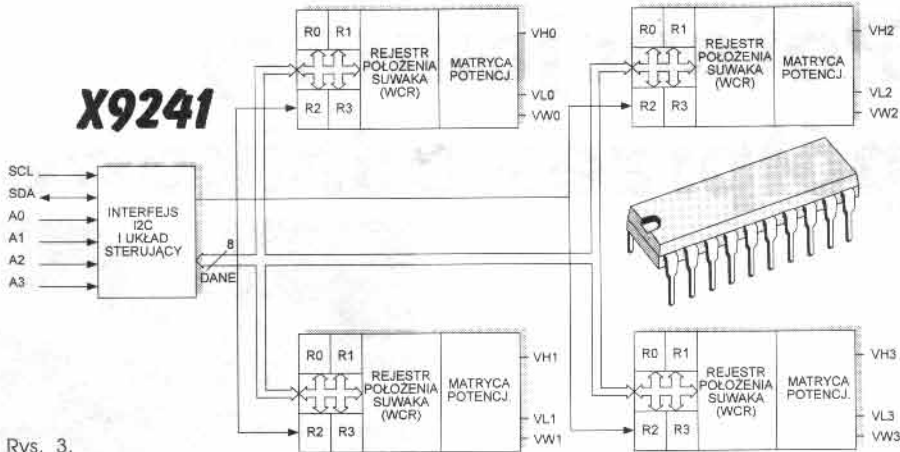 X9241
SCL
SDA
A0
A1
A2
A3
INTERFEJS
I2C
I UKŁAD
STERUJĄCY
8
DANE
R0 R1
R2 R3
REJESTR
POŁOŻENIA
SUWAKA
(WCR)
MATRYCA
POTENCJ.
VH0
VL0
VW0
R0 R1
R2 R3
REJESTR
POŁOŻENIA
SUWAKA
(WCR)
MATRYCA
POTENCJ.
VH2
VL2
VW2
R0 R1
R2 R3
REJESTR
POŁOŻENIA
SUWAKA
(WCR)
MATRYCA
POTENCJ.
VH1
VL1
VW1
R0 R1
R2 R3
REJESTR
POŁOŻENIA
SUWAKA
(WCR)
MATRYCA
POTENCJ.
VH3
VL3
VW3
Rys. 3.